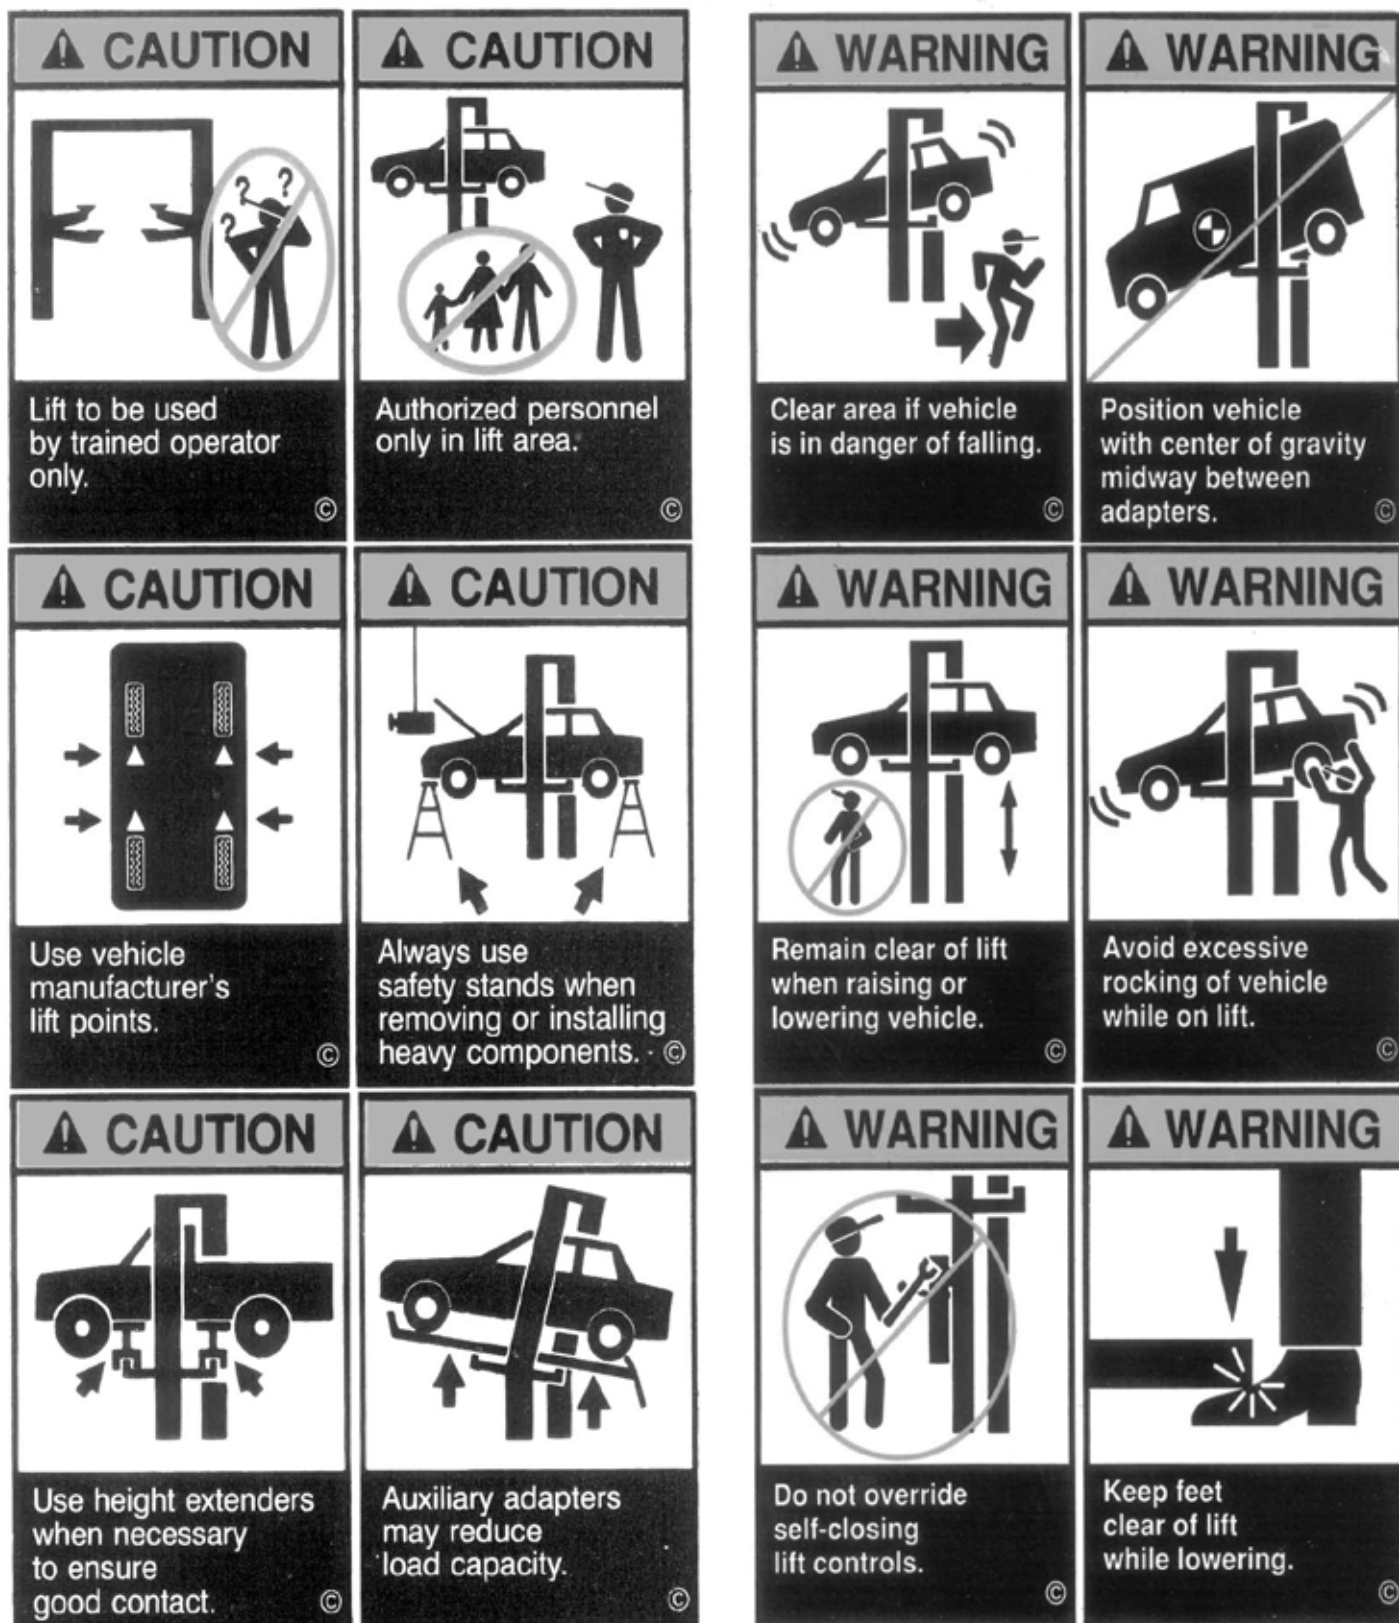 ⚠ CAUTION
Lift to be used
by trained operator
only.
©
⚠ CAUTION
Authorized personnel
only in lift area.
©
⚠ WARNING
Clear area if vehicle
is in danger of falling.
©
⚠ WARNING
Position vehicle
with center of gravity
midway between
adapters.
©
⚠ CAUTION
Use vehicle
manufacturer's
lift points.
©
⚠ CAUTION
Always use
safety stands when
removing or installing
heavy components. ©
⚠ WARNING
Remain clear of lift
when raising or
lowering vehicle.
©
⚠ WARNING
Avoid excessive
rocking of vehicle
while on lift.
©
⚠ CAUTION
Use height extenders
when necessary
to ensure
good contact. ©
⚠ CAUTION
Auxiliary adapters
may reduce
load capacity.
©
⚠ WARNING
Do not override
self-closing
lift controls.
©
⚠ WARNING
Keep feet
clear of lift
while lowering.
©
? ? ?